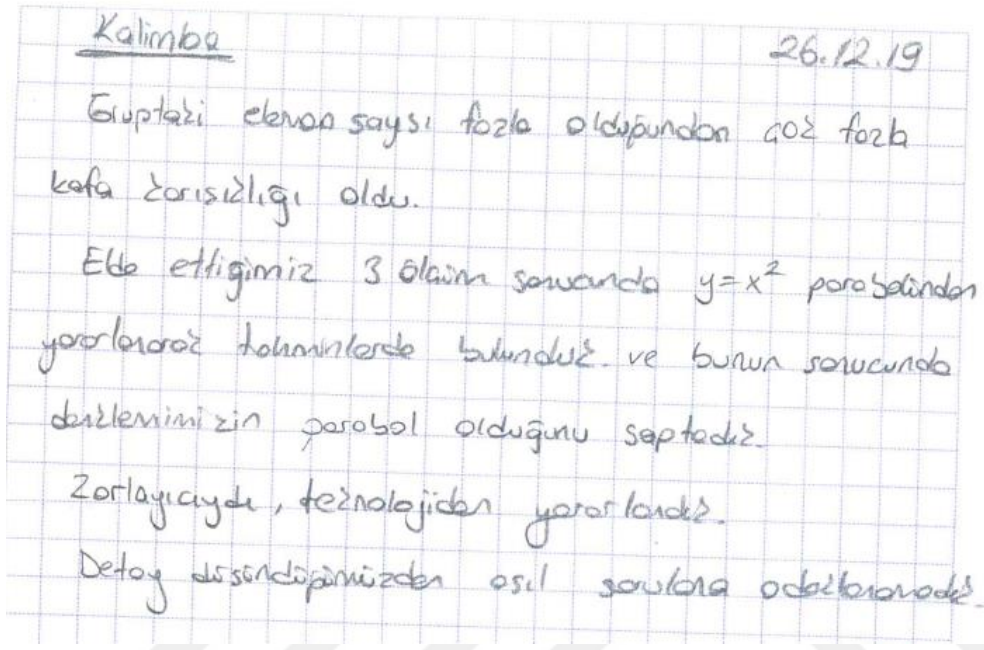 Kalimba 26.12.19
Gruptaki eleman sayısı fazla olduğundan çok fazla
kafa karışıklığı oldu.
Elde ettiğimiz 3 ölçüm sonucunda y=x² parabolünden
yararlanarak tahminlerde bulunduk. ve bunun sonucunda
denklemimizin parabol olduğunu saptadık.
Zorlayıcıydı, teknolojiden yararlandık.
Detay düşündüğümüzden asıl sorulara odaklanamadık.